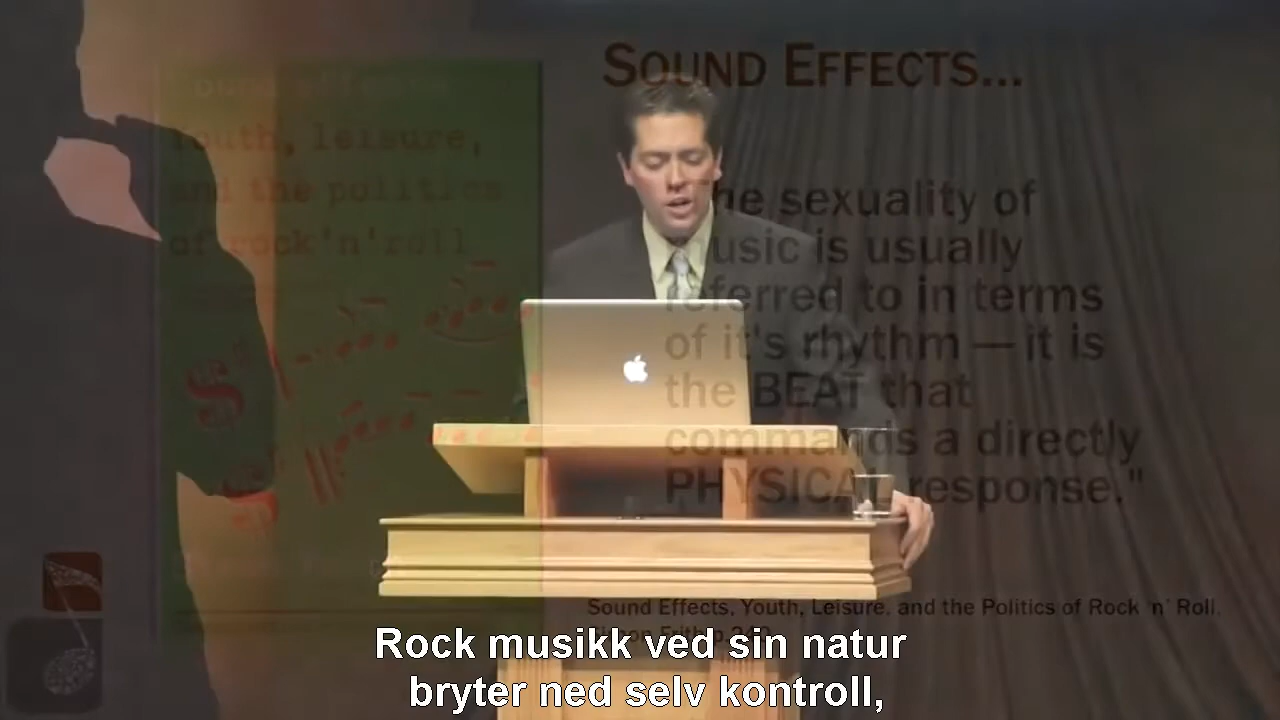 SOUND EFFECTS...
youth, leisure,
and the politics
of rock'n'roll
he sexuality of
usic is usually
referred to in terms
of it's rhythm — it is
the BEAT that
commands a directly
PHYSICAL response."
Sound Effects, Youth, Leisure. and the Politics of Rock 'n' Roll.
Rock musikk ved sin natur
bryter ned selv kontroll,